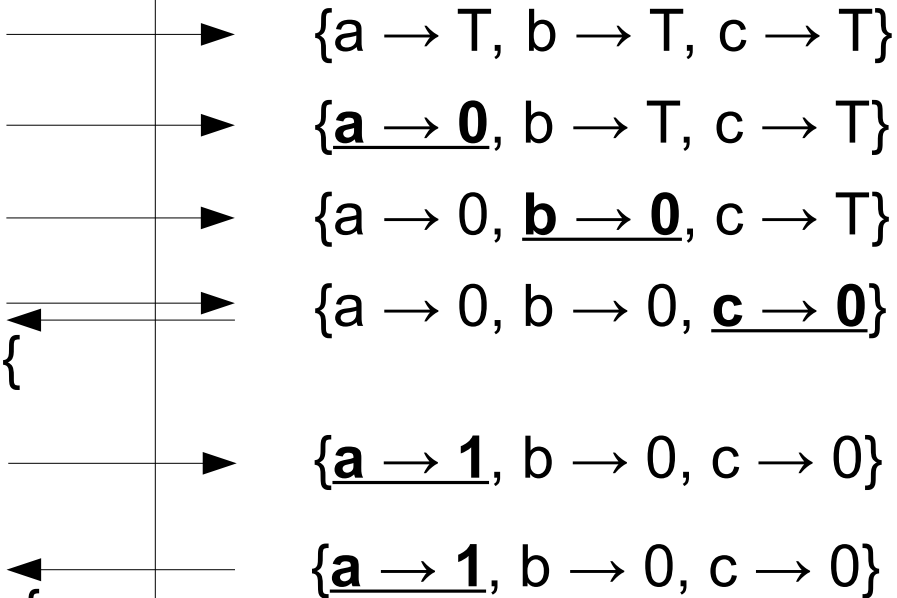 {a → T, b → T, c → T}
{a → 0, b → T, c → T}
{a → 0, b → 0, c → T}
{a → 0, b → 0, c → 0}
{
{a → 1, b → 0, c → 0}
{a → 1, b → 0, c → 0}